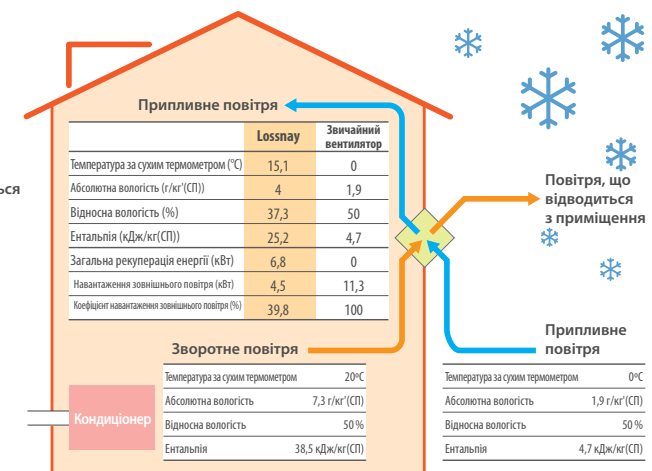 ься
Припливне повітря
Lossnay Звичайний
вентилятор
Температура за сухим термометром (°C) 15,1 0
Абсолютна вологість (г/кг'(СП)) 4 1,9
Відносна вологість (%) 37,3 50
Ентальпія (кДж/кг(СП)) 25,2 4,7
Загальна рекуперація енергії (кВт) 6,8 0
Навантаження зовнішнього повітря (кВт) 4,5 11,3
Коефіцієнт навантаження зовнішнього повітря (%) 39,8 100
Повітря, що
відводиться
з приміщення
Зворотне повітря
Температура за сухим термометром 20ºC
Абсолютна вологість 7,3 г/кг'(СП)
Відносна вологість 50 %
Ентальпія 38,5 кДж/кг(СП)
Кондиціонер
Припливне
повітря
Температура за сухим термометром 0ºC
Абсолютна вологість 1,9 г/кг'(СП)
Відносна вологість 50 %
Ентальпія 4,7 кДж/кг(СП)